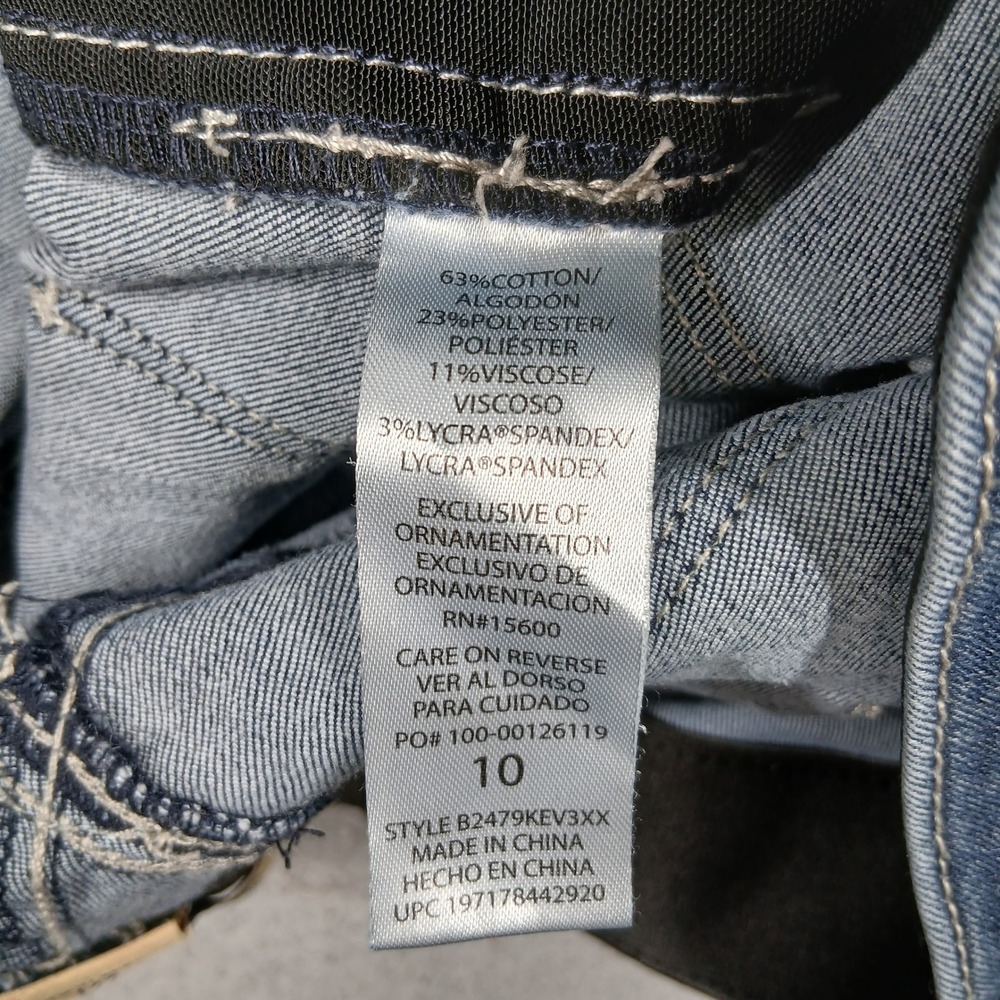 63%COTTON/
ALGODÓN
23%POLYESTER/
POLIÉSTER
11%VISCOSE/
VISCOSO
3%LYCRA®SPANDEX/
LYCRA®SPANDEX
EXCLUSIVE OF
ORNAMENTATION
EXCLUSIVO DE
ORNAMENTACION
RN#15600
CARE ON REVERSE
VER AL DORSO
PARA CUIDADO
PO# 100-00126119
10
STYLE B2479KEV3XX
MADE IN CHINA
HECHO EN CHINA
UPC 197178442920